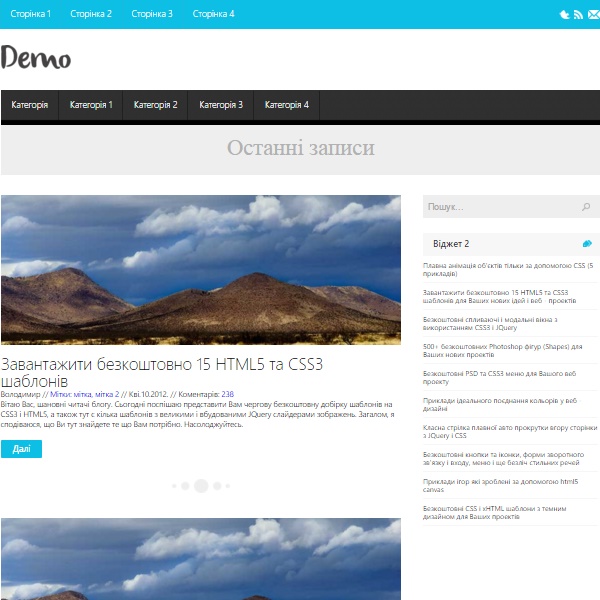 Сторінка 1 Сторінка 2 Сторінка 3 Сторінка 4
Demo
Категорія Категорія 1 Категорія 2 Категорія 3 Категорія 4
Останні записи
Завантажити безкоштовно 15 HTML5 та CSS3
шаблонів
Володимир // Мітки: мітка, мітка 2 // Кві.10.2012. // Коментарів: 238
Вітаю Вас, шановні читачі блогу. Сьогодні поспішаю представити Вам чергову безкоштовну добірку шаблонів на
CSS3 і HTML5, а також тут є кілька шаблонів з великими і вбудованими JQuery слайдерами зображень. Загалом, я
сподіваюся, що Ви тут знайдете те що Вам потрібно. Насолоджуйтесь.
Далі
Пошук...
Віджет 2
Плавна анімація об'єктів тільки за допомогою CSS (5
прикладів)
Завантажити безкоштовно 15 HTML5 та CSS3
шаблонів для Ваших нових ідей і веб - проектів
Безкоштовні спливаючі і модальні вікна з
використанням CSS3 і JQuery
500+ безкоштовних Photoshop фігур (Shapes) для
Ваших нових проектів
Безкоштовні PSD та CSS3 меню для Вашого веб
проекту
Приклади ідеального поєднання кольорів у веб -
дизайні
Класна стрілка плавної авто прокрутки вгору сторінки
з JQuery і CSS
Безкоштовні кнопки та іконки, форми зворотного
зв'язку і входу, меню і ще безліч стильних речей
Приклади ігор які зроблені за допомогою html5
canvas
Безкоштовні CSS і xHTML шаблони з темним
дизайном для Ваших проектів